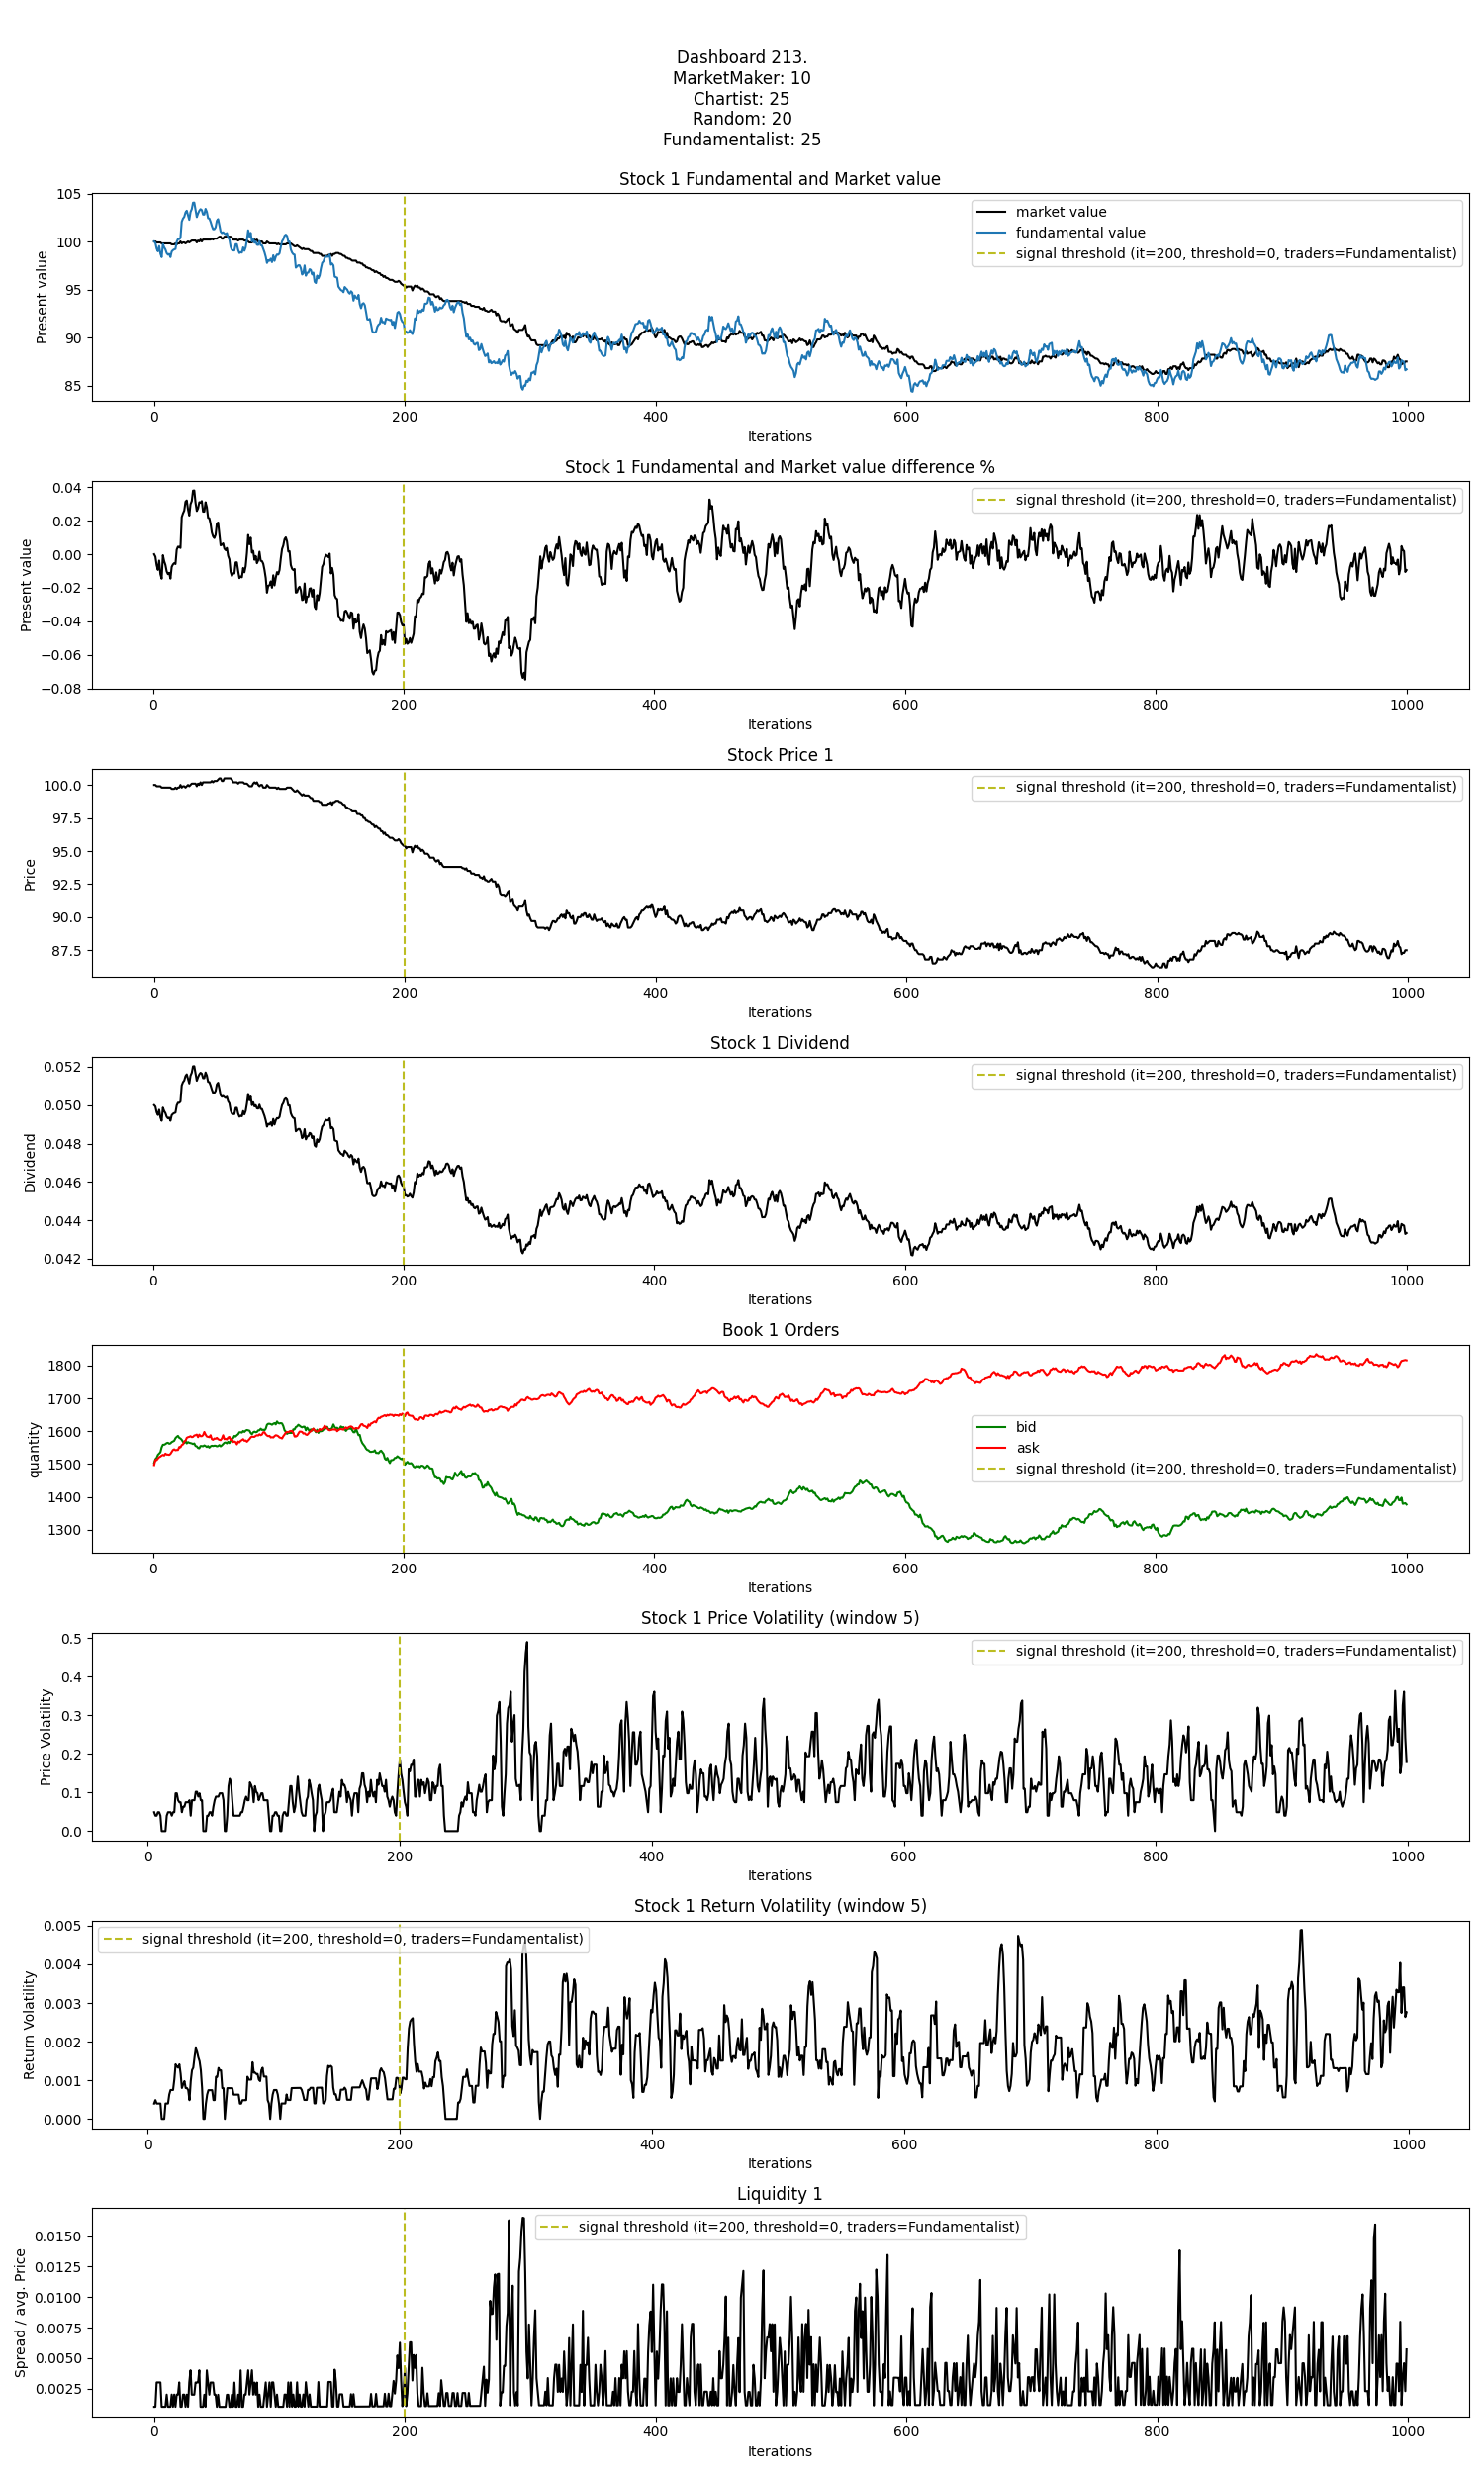 Dashboard 213.
MarketMaker: 10
Chartist: 25
Random: 20
Fundamentalist: 25
Stock 1 Fundamental and Market value
105
100
95
90
85
Present value
market value
fundamental value
signal threshold (it=200, threshold=0, traders=Fundamentalist)
0 200 400 600 800 1000
Iterations
Stock 1 Fundamental and Market value difference %
0.04
0.02
0.00
−0.02
−0.04
−0.06
−0.08
Present value
signal threshold (it=200, threshold=0, traders=Fundamentalist)
0 200 400 600 800 1000
Iterations
Stock Price 1
100.0
97.5
95.0
92.5
90.0
87.5
Price
signal threshold (it=200, threshold=0, traders=Fundamentalist)
0 200 400 600 800 1000
Iterations
Stock 1 Dividend
0.052
0.050
0.048
0.046
0.044
0.042
Dividend
signal threshold (it=200, threshold=0, traders=Fundamentalist)
0 200 400 600 800 1000
Iterations
Book 1 Orders
1800
1700
1600
1500
1400
1300
quantity
bid
ask
signal threshold (it=200, threshold=0, traders=Fundamentalist)
0 200 400 600 800 1000
Iterations
Stock 1 Price Volatility (window 5)
0.5
0.4
0.3
0.2
0.1
0.0
Price Volatility
signal threshold (it=200, threshold=0, traders=Fundamentalist)
0 200 400 600 800 1000
Iterations
Stock 1 Return Volatility (window 5)
0.005
0.004
0.003
0.002
0.001
0.000
Return Volatility
signal threshold (it=200, threshold=0, traders=Fundamentalist)
0 200 400 600 800 1000
Iterations
Liquidity 1
0.0150
0.0125
0.0100
0.0075
0.0050
0.0025
Spread / avg. Price
signal threshold (it=200, threshold=0, traders=Fundamentalist)
0 200 400 600 800 1000
Iterations